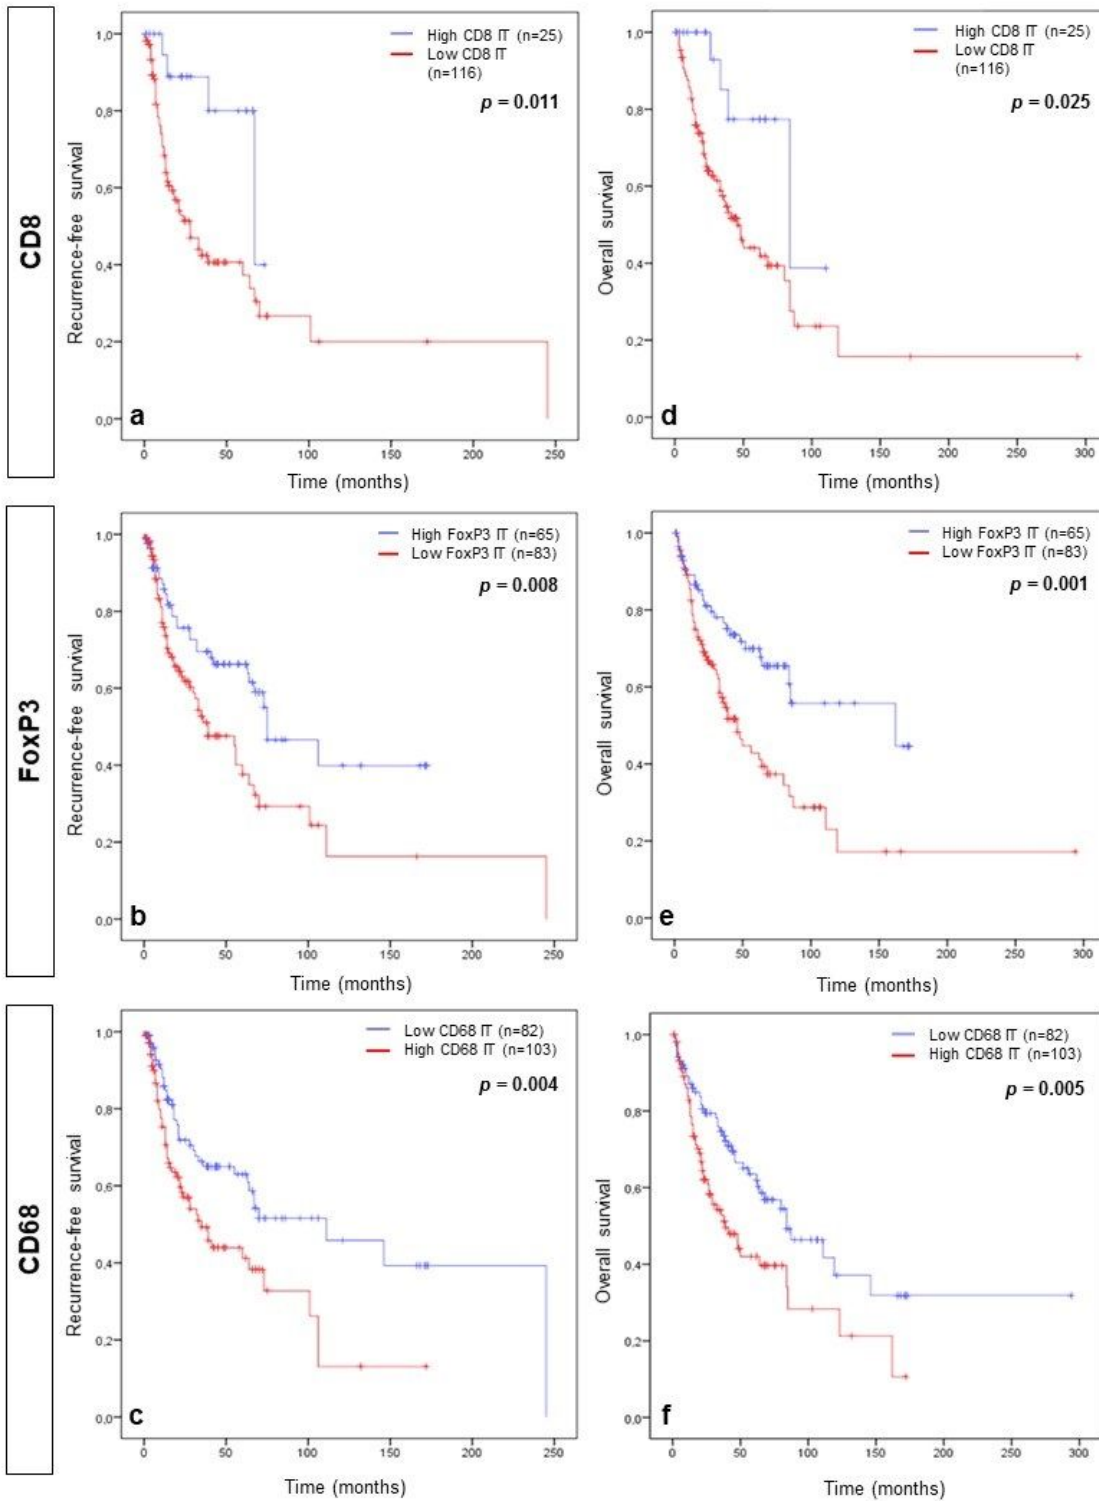 CD8
Recurrence-free survival
1,0
0,8
0,6
0,4
0,2
0,0
High CD8 IT (n=25)
Low CD8 IT
(n=116)
p = 0.011
a
0 50 100 150 200 250
Time (months)
Overall survival
1,0
0,8
0,6
0,4
0,2
0,0
High CD8 IT (n=25)
Low CD8 IT
(n=116)
p = 0.025
d
0 50 100 150 200 250 300
Time (months)
FoxP3
Recurrence-free survival
1,0
0,8
0,6
0,4
0,2
0,0
High FoxP3 IT (n=65)
Low FoxP3 IT (n=83)
p = 0.008
b
0 50 100 150 200 250
Time (months)
Overall survival
1,0
0,8
0,6
0,4
0,2
0,0
High FoxP3 IT (n=65)
Low FoxP3 IT (n=83)
p = 0.001
e
0 50 100 150 200 250 300
Time (months)
CD68
Recurrence-free survival
1,0
0,8
0,6
0,4
0,2
0,0
Low CD68 IT (n=82)
High CD68 IT (n=103)
p = 0.004
c
0 50 100 150 200 250
Time (months)
Overall survival
1,0
0,8
0,6
0,4
0,2
0,0
Low CD68 IT (n=82)
High CD68 IT (n=103)
p = 0.005
f
0 50 100 150 200 250 300
Time (months)